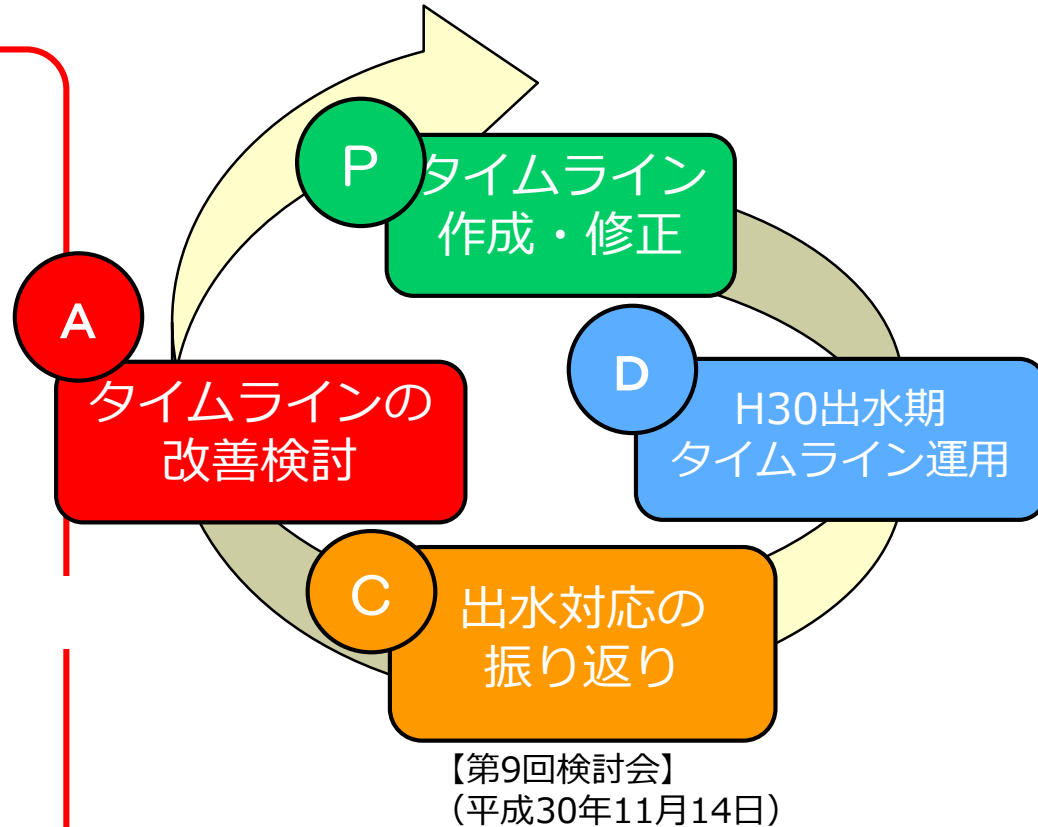 P
タイムライン
作成・修正
D
H30出水期
タイムライン運用
C
出水対応の
振り返り
【第9回検討会】
（平成30年11月14日）
A
タイムラインの
改善検討